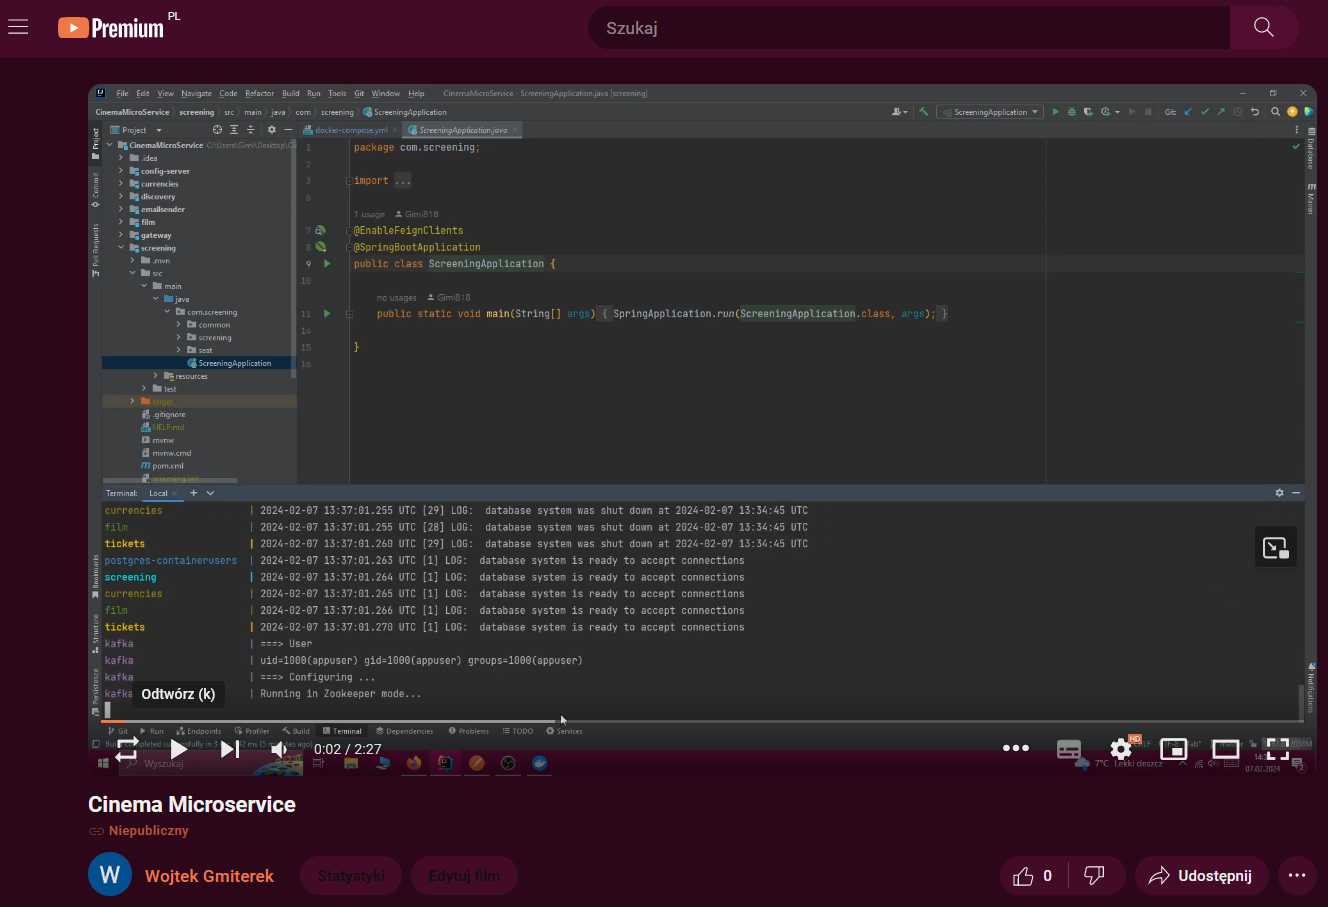 Premium PL
Szukaj
File Edit View Navigate Code Refactor Build Run Tools Git Window Help CinemaMicroService - ScreeningApplication.java [screening]
CinemaMicroService screening src main java com screening ScreeningApplication
ScreeningApplication Git:
Project docker-compose.yml ScreeningApplication.java
CinemaMicroService
.idea
config-server
currencies
discovery
emailsender
film
gateway
screening
.mvn
src
main
java
com.screening
common
screening
seat
ScreeningApplication
resources
test
target
.gitignore
HELP.md
mvnw
mvnw.cmd
pom.xml
screening.iml
Project
Commit
Pull Requests
Bookmarks
Structure
Persistence
Database
Maven
Notifications
1 package com.screening;
2
3 import ...
6
1 usage Gimi818
7 @EnableFeignClients
8 @SpringBootApplication
9 public class ScreeningApplication {
10
no usages Gimi818
11 public static void main(String[] args) { SpringApplication.run(ScreeningApplication.class, args); }
14
15 }
16
Terminal: Local
currencies | 2024-02-07 13:37:01.255 UTC [29] LOG: database system was shut down at 2024-02-07 13:34:45 UTC
film | 2024-02-07 13:37:01.255 UTC [28] LOG: database system was shut down at 2024-02-07 13:34:45 UTC
tickets | 2024-02-07 13:37:01.260 UTC [29] LOG: database system was shut down at 2024-02-07 13:34:45 UTC
postgres-containerusers | 2024-02-07 13:37:01.263 UTC [1] LOG: database system is ready to accept connections
screening | 2024-02-07 13:37:01.264 UTC [1] LOG: database system is ready to accept connections
currencies | 2024-02-07 13:37:01.265 UTC [1] LOG: database system is ready to accept connections
film | 2024-02-07 13:37:01.266 UTC [1] LOG: database system is ready to accept connections
tickets | 2024-02-07 13:37:01.270 UTC [1] LOG: database system is ready to accept connections
kafka | ===> User
kafka | uid=1000(appuser) gid=1000(appuser) groups=1000(appuser)
kafka | ===> Configuring ...
kafka | Running in Zookeeper mode...
Odtwórz (k)
Git Run Endpoints Profiler Build Terminal Dependencies Problems TODO Services
0:02 / 2:27
HD
Wyszukaj
7°C Lekki deszcz
07.02.2024
Cinema Microservice
Niepubliczny
W Wojtek Gmiterek Statystyki Edytuj film 0 Udostępnij